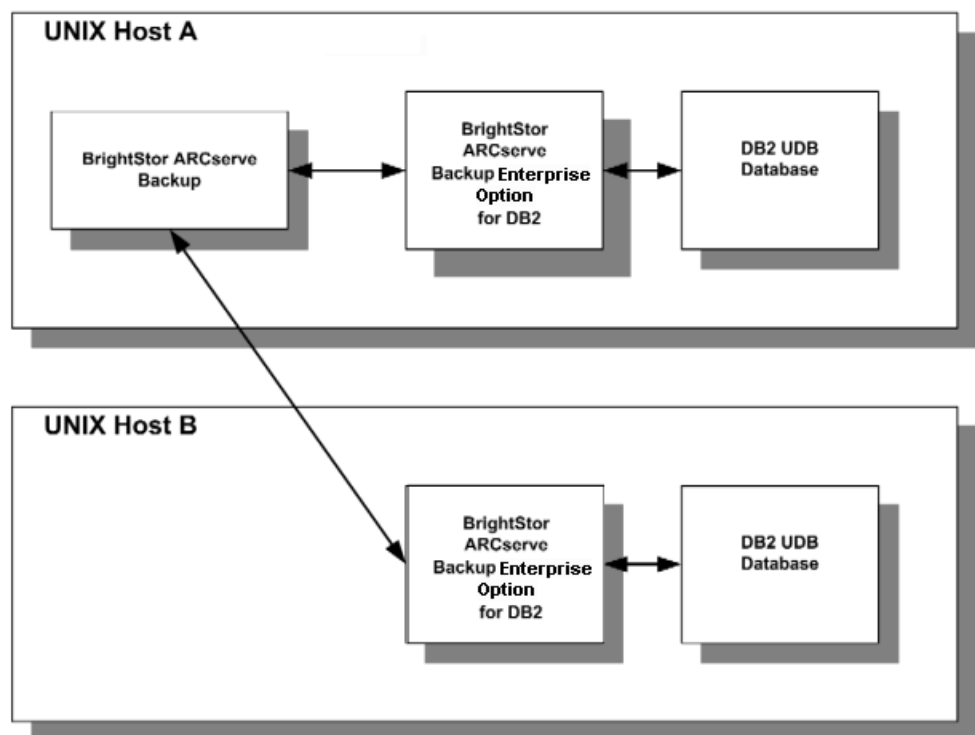 UNIX Host A
BrightStor ARCserve
Backup
BrightStor
ARCserve
Backup Enterprise
Option
for DB2
DB2 UDB
Database
UNIX Host B
BrightStor
ARCserve
Backup Enterprise
Option
for DB2
DB2 UDB
Database